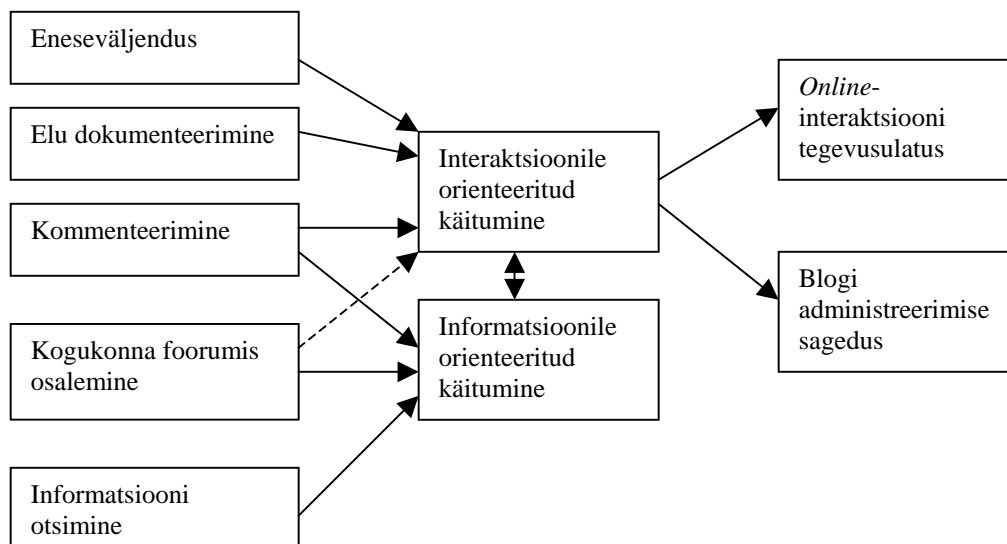 Eneseväljendus
Elu dokumenteerimine
Kommenteerimine
Kogukonna foorumis
osalemine
Informatsiooni
otsimine
Interaktsioonile
orienteeritud
käitumine
Informatsioonile
orienteeritud
käitumine
Online-
interaktsiooni
tegevusulatus
Blogi
administreerimise
sagedus